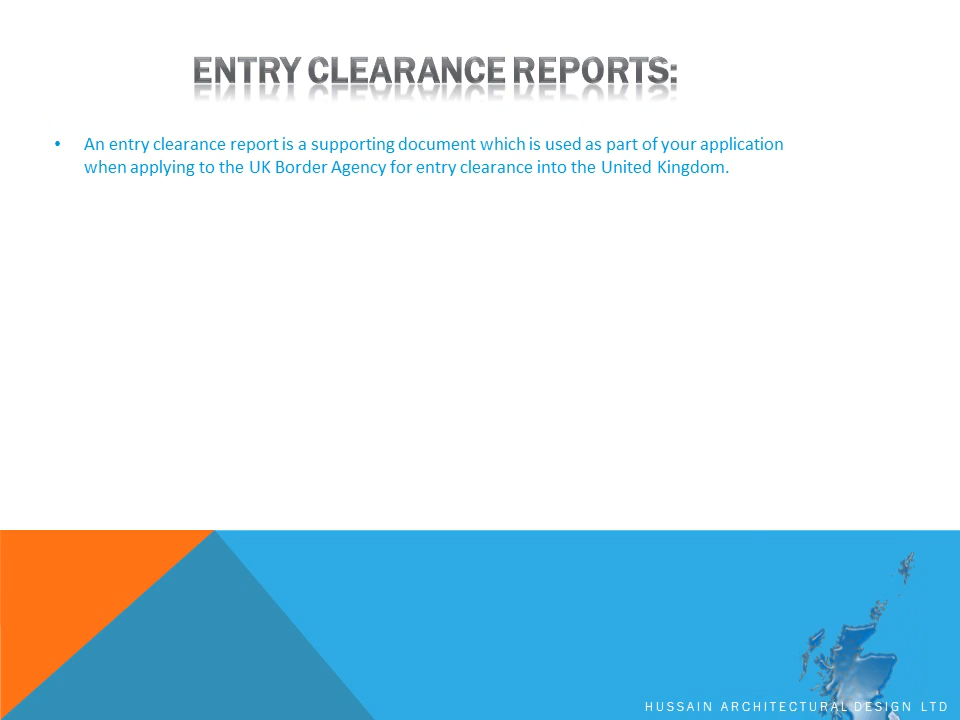 ENTRY CLEARANCE REPORTS:
• An entry clearance report is a supporting document which is used as part of your application
when applying to the UK Border Agency for entry clearance into the United Kingdom.
HUSSAIN ARCHITECTURAL DESIGN LTD